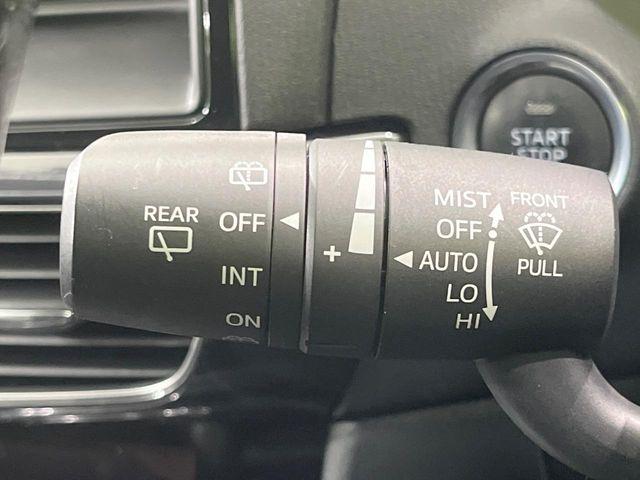 REAR
OFF
INT
ON
+
MIST
OFF
AUTO
LO
HI
FRONT
PULL
START
STOP